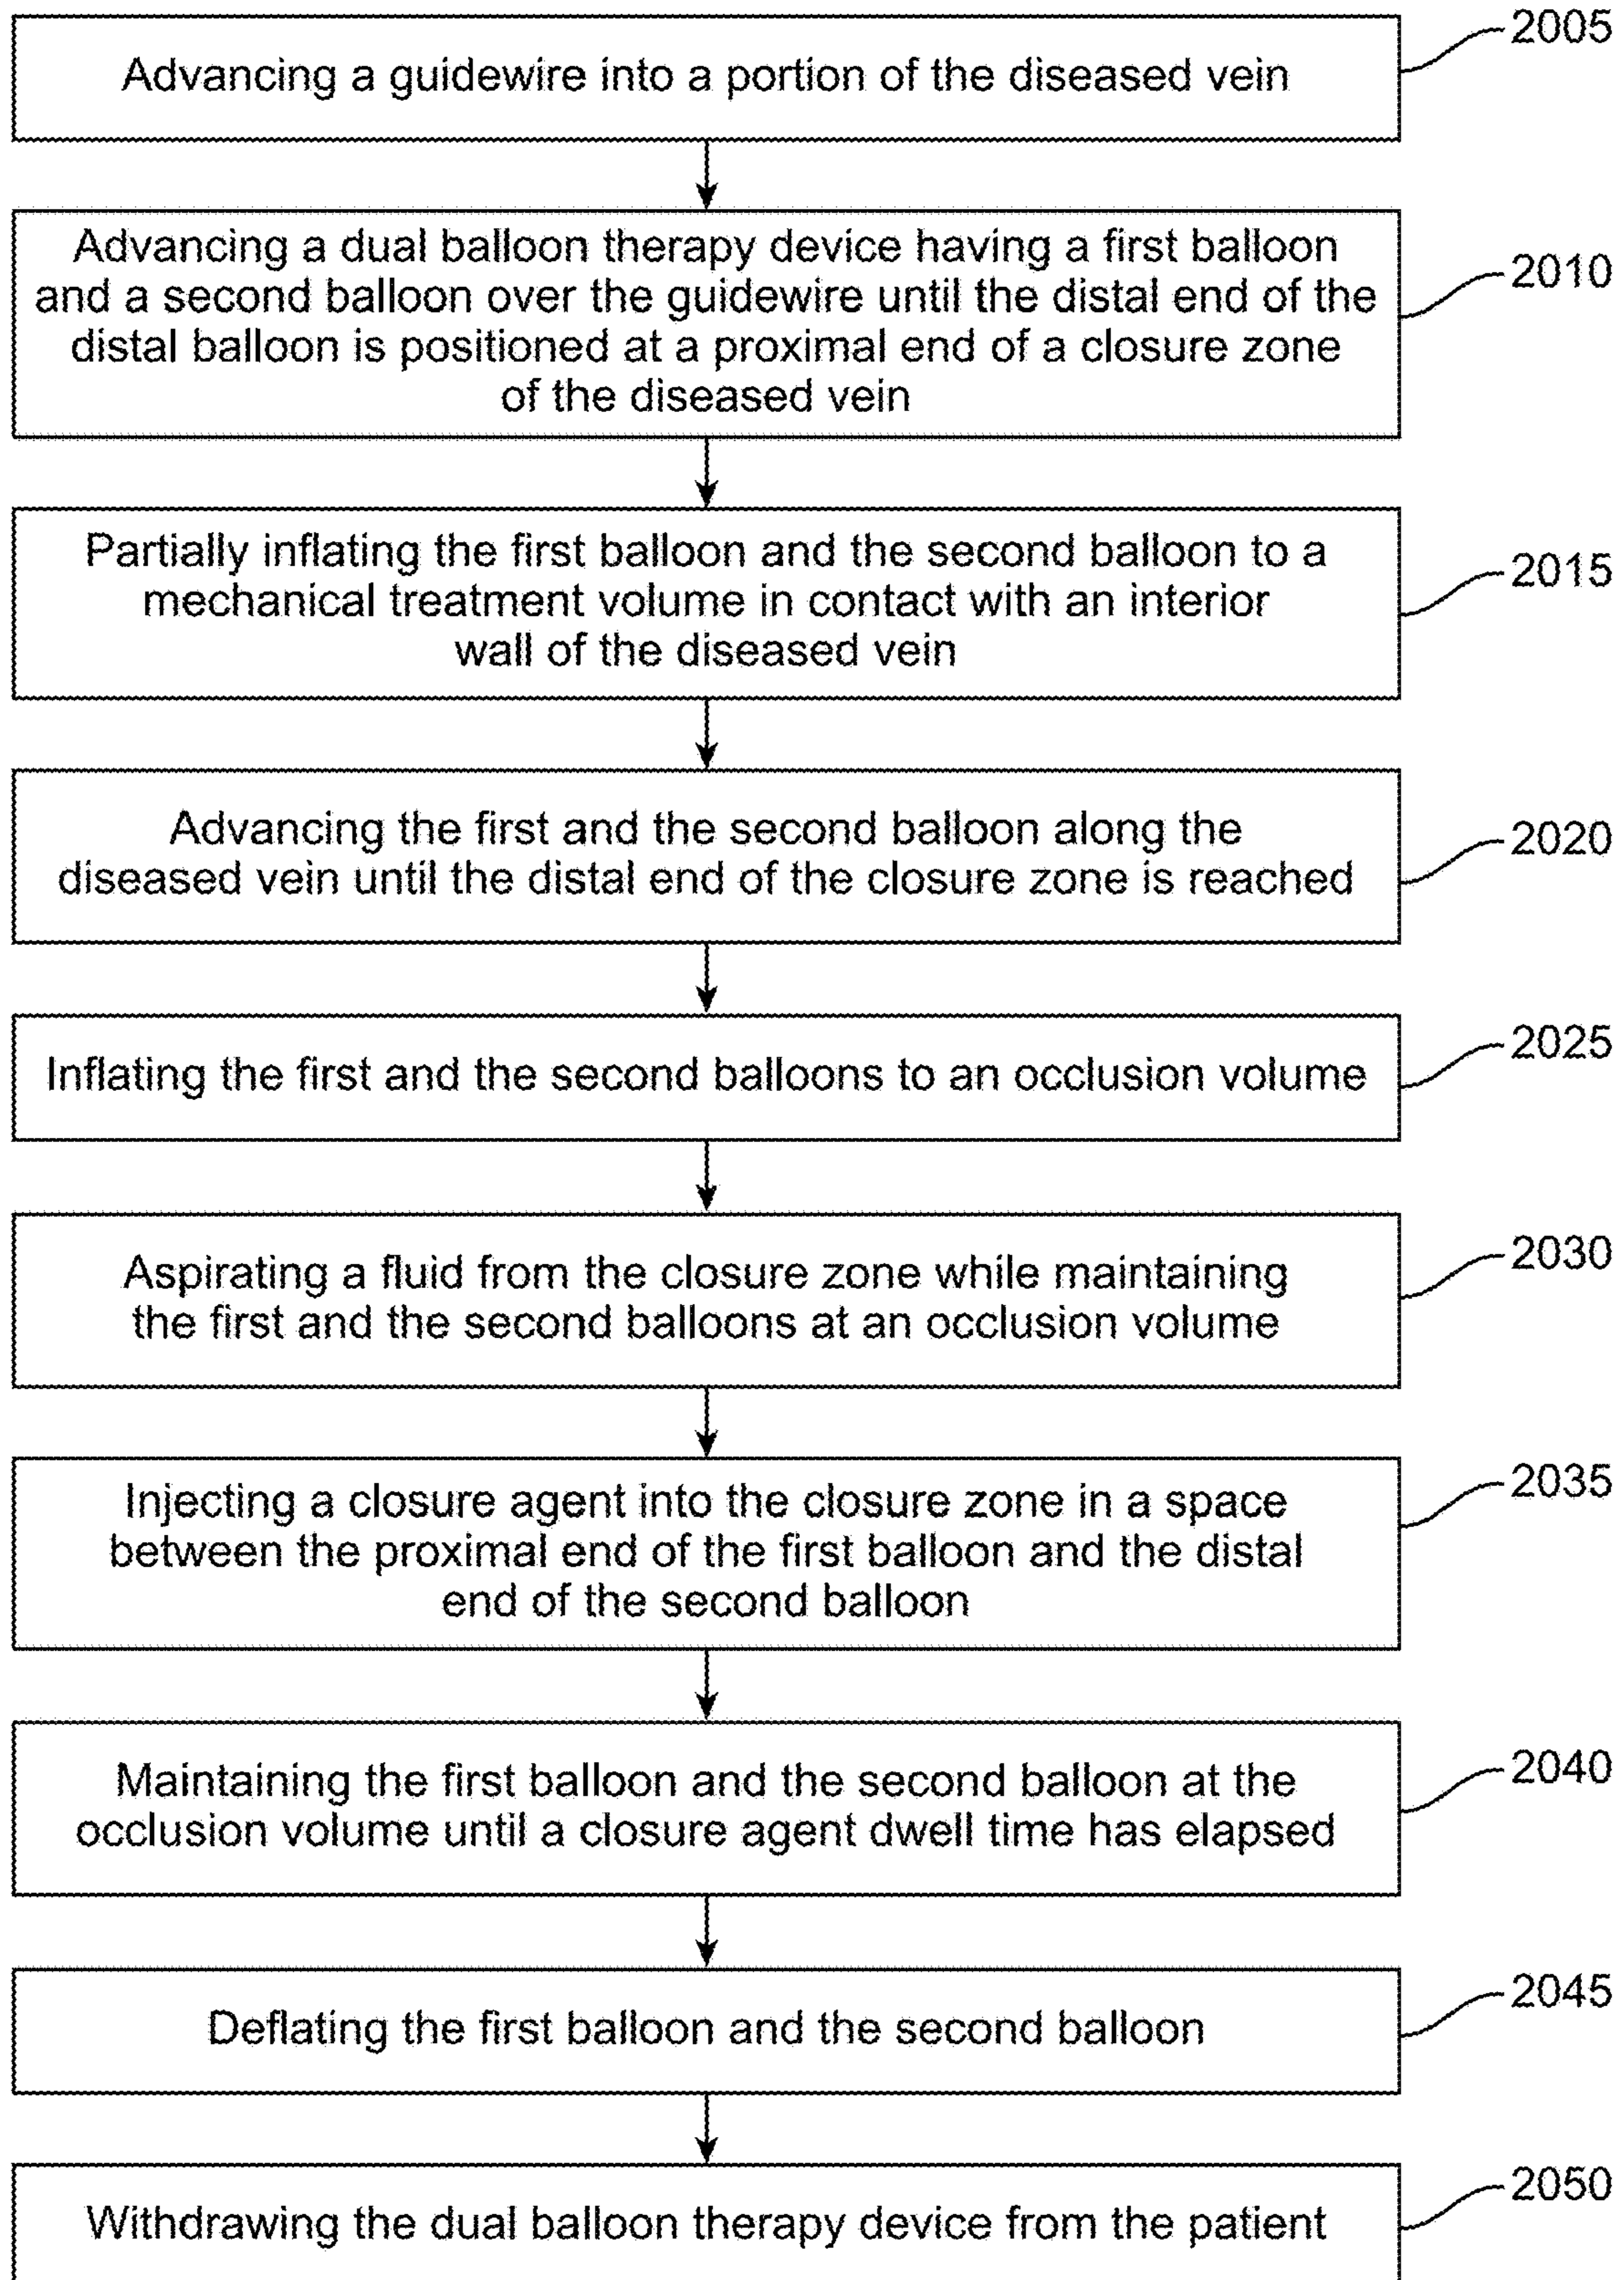 Advancing a guidewire into a portion of the diseased vein
2005
Advancing a dual balloon therapy device having a first balloon
and a second balloon over the guidewire until the distal end of the
distal balloon is positioned at a proximal end of a closure zone
of the diseased vein
2010
Partially inflating the first balloon and the second balloon to a
mechanical treatment volume in contact with an interior
wall of the diseased vein
2015
Advancing the first and the second balloon along the
diseased vein until the distal end of the closure zone is reached
2020
Inflating the first and the second balloons to an occlusion volume
2025
Aspirating a fluid from the closure zone while maintaining
the first and the second balloons at an occlusion volume
2030
Injecting a closure agent into the closure zone in a space
between the proximal end of the first balloon and the distal
end of the second balloon
2035
Maintaining the first balloon and the second balloon at the
occlusion volume until a closure agent dwell time has elapsed
2040
Deflating the first balloon and the second balloon
2045
Withdrawing the dual balloon therapy device from the patient
2050